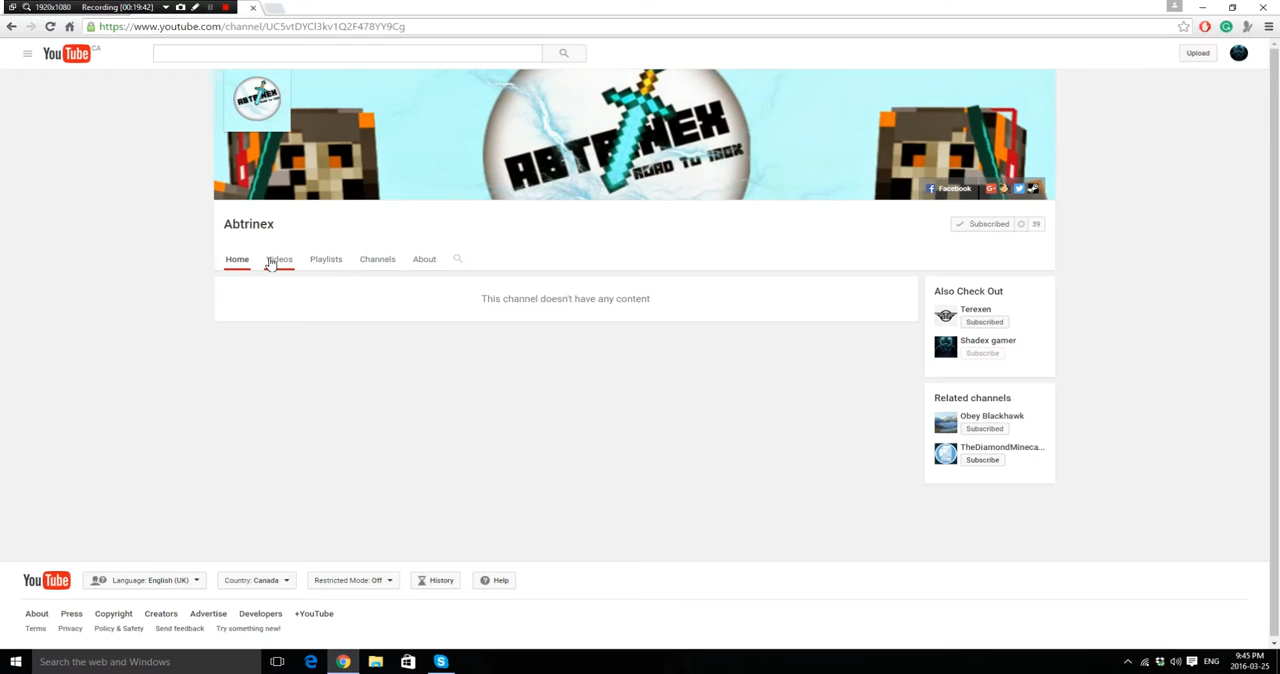 1920x1080 Recording [00:19:42]
https://www.youtube.com/channel/UC5vtDYCl3kv1Q2F478YY9Cg
YouTube CA
Upload
ABTRINEX
ABTRINEX
ROAD TO 100K
Facebook
Abtrinex
Subscribed 39
Home Videos Playlists Channels About
This channel doesn't have any content
Also Check Out
Terexen
Subscribed
Shadex gamer
Subscribe
Related channels
Obey Blackhawk
Subscribed
TheDiamondMineca...
Subscribe
YouTube Language: English (UK) Country: Canada Restricted Mode: Off History Help
About Press Copyright Creators Advertise Developers +YouTube
Terms Privacy Policy & Safety Send feedback Try something new!
Search the web and Windows
ENG
9:45 PM
2016-03-25